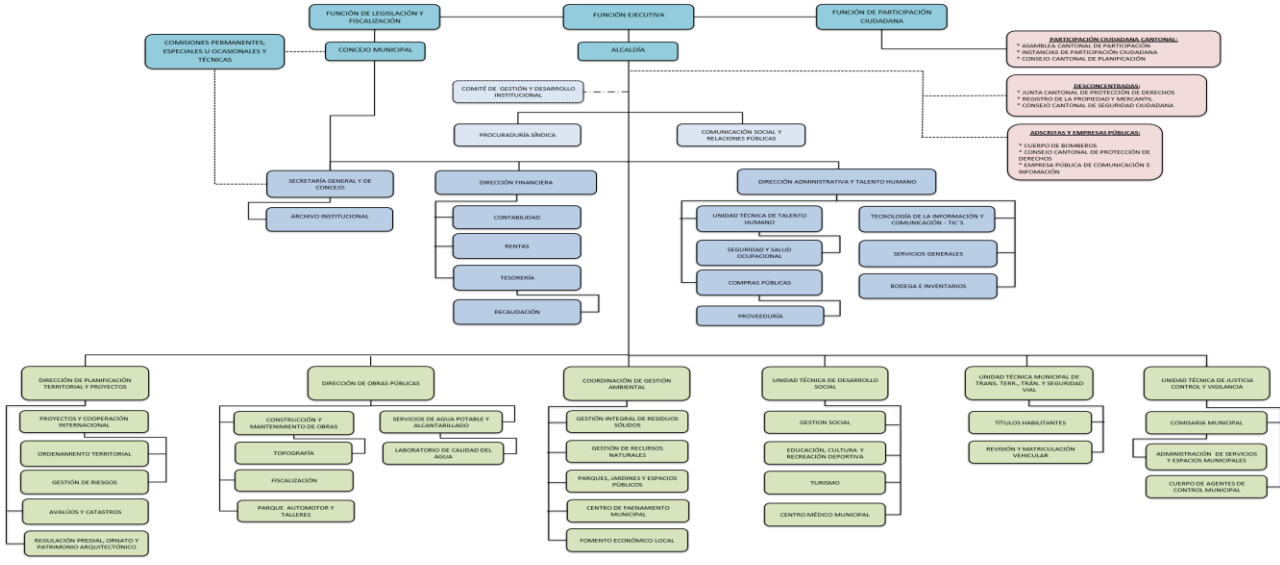 FUNCIÓN DE LEGISLACIÓN Y
FISCALIZACIÓN
FUNCIÓN EJECUTIVA
FUNCIÓN DE PARTICIPACIÓN
CIUDADANA
COMISIONES PERMANENTES,
ESPECIALES U OCASIONALES Y
TÉCNICAS
CONCEJO MUNICIPAL
ALCALDÍA
PARTICIPACIÓN CIUDADANA CANTONAL:
* ASAMBLEA CANTONAL DE PARTICIPACIÓN
* INSTANCIAS DE PARTICIPACIÓN CIUDADANA
* CONSEJO CANTONAL DE PLANIFICACIÓN
COMITÉ DE GESTIÓN Y DESARROLLO
INSTITUCIONAL
DESCONCENTRADAS:
* JUNTA CANTONAL DE PROTECCIÓN DE DERECHOS
* REGISTRO DE LA PROPIEDAD Y MERCANTIL
* CONSEJO CANTONAL DE SEGURIDAD CIUDADANA
PROCURADURÍA SÍNDICA
COMUNICACIÓN SOCIAL Y
RELACIONES PÚBLICAS
ADSCRITAS Y EMPRESAS PÚBLICAS:
* CUERPO DE BOMBEROS
* CONSEJO CANTONAL DE PROTECCIÓN DE
DERECHOS
* EMPRESA PÚBLICA DE COMUNICACIÓN E
INFOMACIÓN
SECRETARÍA GENERAL Y DE
CONCEJO
ARCHIVO INSTITUCIONAL
DIRECCIÓN FINANCIERA
CONTABILIDAD
RENTAS
TESORERÍA
RECAUDACIÓN
DIRECCIÓN ADMINISTRATIVA Y TALENTO HUMANO
UNIDAD TÉCNICA DE TALENTO
HUMANO
SEGURIDAD Y SALUD
OCUPACIONAL
COMPRAS PÚBLICAS
PROVEEDURÍA
TECNOLOGÍA DE LA INFORMACIÓN Y
COMUNICACIÓN - TIC´S
SERVICIOS GENERALES
BODEGA E INVENTARIOS
DIRECCIÓN DE PLANIFICACIÓN
TERRITORIAL Y PROYECTOS
PROYECTOS Y COOPERACIÓN
INTERNACIONAL
ORDENAMIENTO TERRITORIAL
GESTIÓN DE RIESGOS
AVALÚOS Y CATASTROS
REGULACIÓN PREDIAL, ORNATO Y
PATRIMONIO ARQUITECTÓNICO
DIRECCIÓN DE OBRAS PÚBLICAS
CONSTRUCCIÓN Y
MANTENIMIENTO DE OBRAS
TOPOGRAFÍA
FISCALIZACIÓN
PARQUE AUTOMOTOR Y
TALLERES
SERVICIOS DE AGUA POTABLE Y
ALCANTARILLADO
LABORATORIO DE CALIDAD DEL
AGUA
COORDINACIÓN DE GESTIÓN
AMBIENTAL
GESTIÓN INTEGRAL DE RESIDUOS
SÓLIDOS
GESTIÓN DE RECURSOS
NATURALES
PARQUES, JARDINES Y ESPACIOS
PÚBLICOS
CENTRO DE FAENAMIENTO
MUNICIPAL
FOMENTO ECONÓMICO LOCAL
UNIDAD TÉCNICA DE DESARROLLO
SOCIAL
GESTION SOCIAL
EDUCACIÓN, CULTURA Y
RECREACIÓN DEPORTIVA
TURISMO
CENTRO MÉDICO MUNICIPAL
UNIDAD TÉCNICA MUNICIPAL DE
TRANS. TERR., TRÁN. Y SEGURIDAD
VIAL
TÍTULOS HABILITANTES
REVISIÓN Y MATRICULACIÓN
VEHICULAR
UNIDAD TÉCNICA DE JUSTICIA
CONTROL Y VIGILANCIA
COMISARIA MUNICIPAL
ADMINISTRACIÓN DE SERVICIOS
Y ESPACIOS MUNICIPALES
CUERPO DE AGENTES DE
CONTROL MUNICIPAL